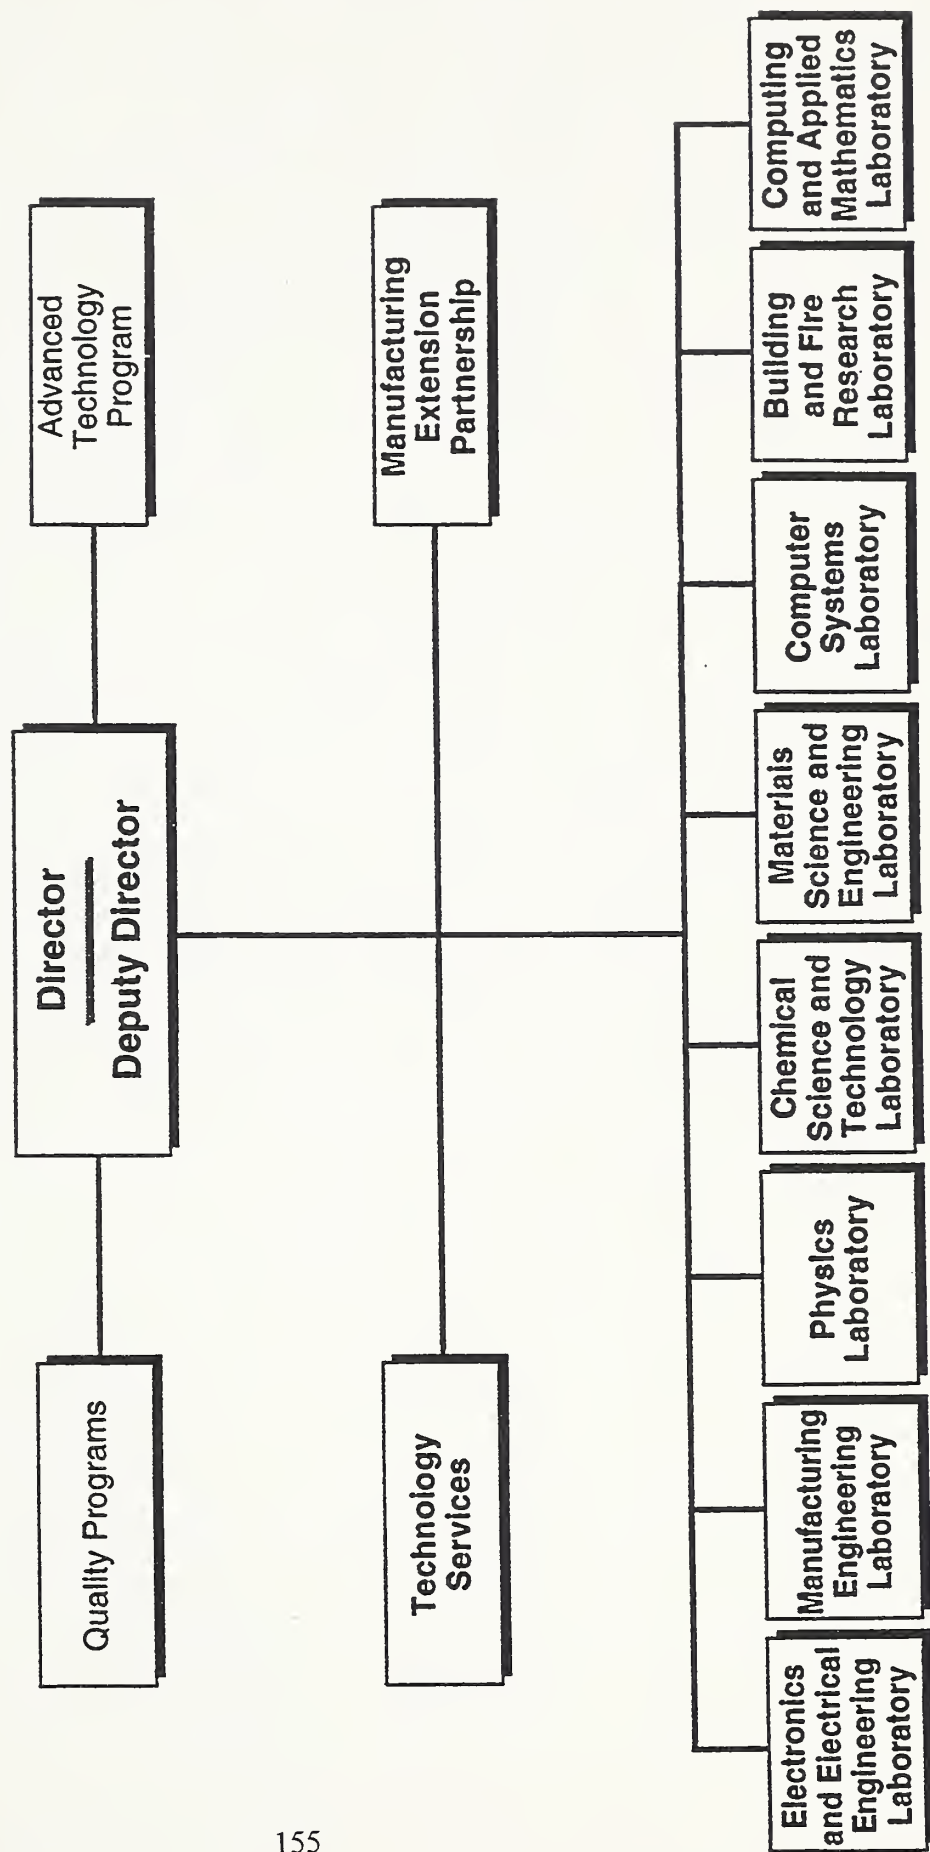 Director
Deputy Director
Quality Programs
Advanced
Technology
Program
Technology
Services
Manufacturing
Extension
Partnership
Electronics
and Electrical
Engineering
Laboratory
Manufacturing
Engineering
Laboratory
Physics
Laboratory
Chemical
Science and
Technology
Laboratory
Materials
Science and
Engineering
Laboratory
Computer
Systems
Laboratory
Building
and Fire
Research
Laboratory
Computing
and Applied
Mathematics
Laboratory
155